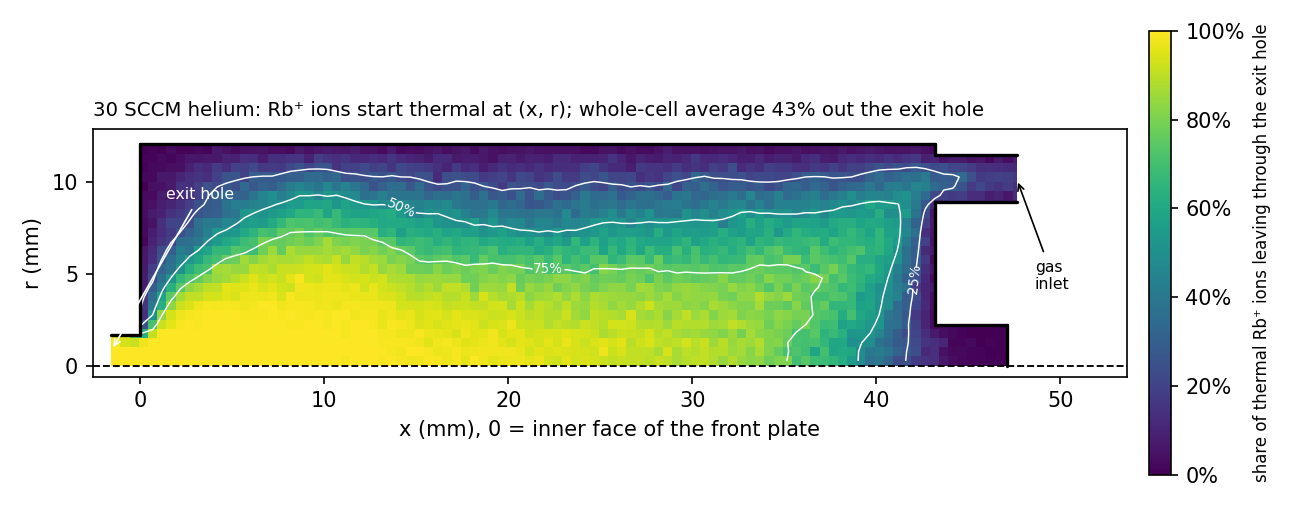 30 SCCM helium: Rb⁺ ions start thermal at (x, r); whole-cell average 43% out the exit hole
exit hole
50%
75%
25%
gas
inlet
10
5
0
r (mm)
0
10
20
30
40
50
x (mm), 0 = inner face of the front plate
100%
80%
60%
40%
20%
0%
share of thermal Rb⁺ ions leaving through the exit hole